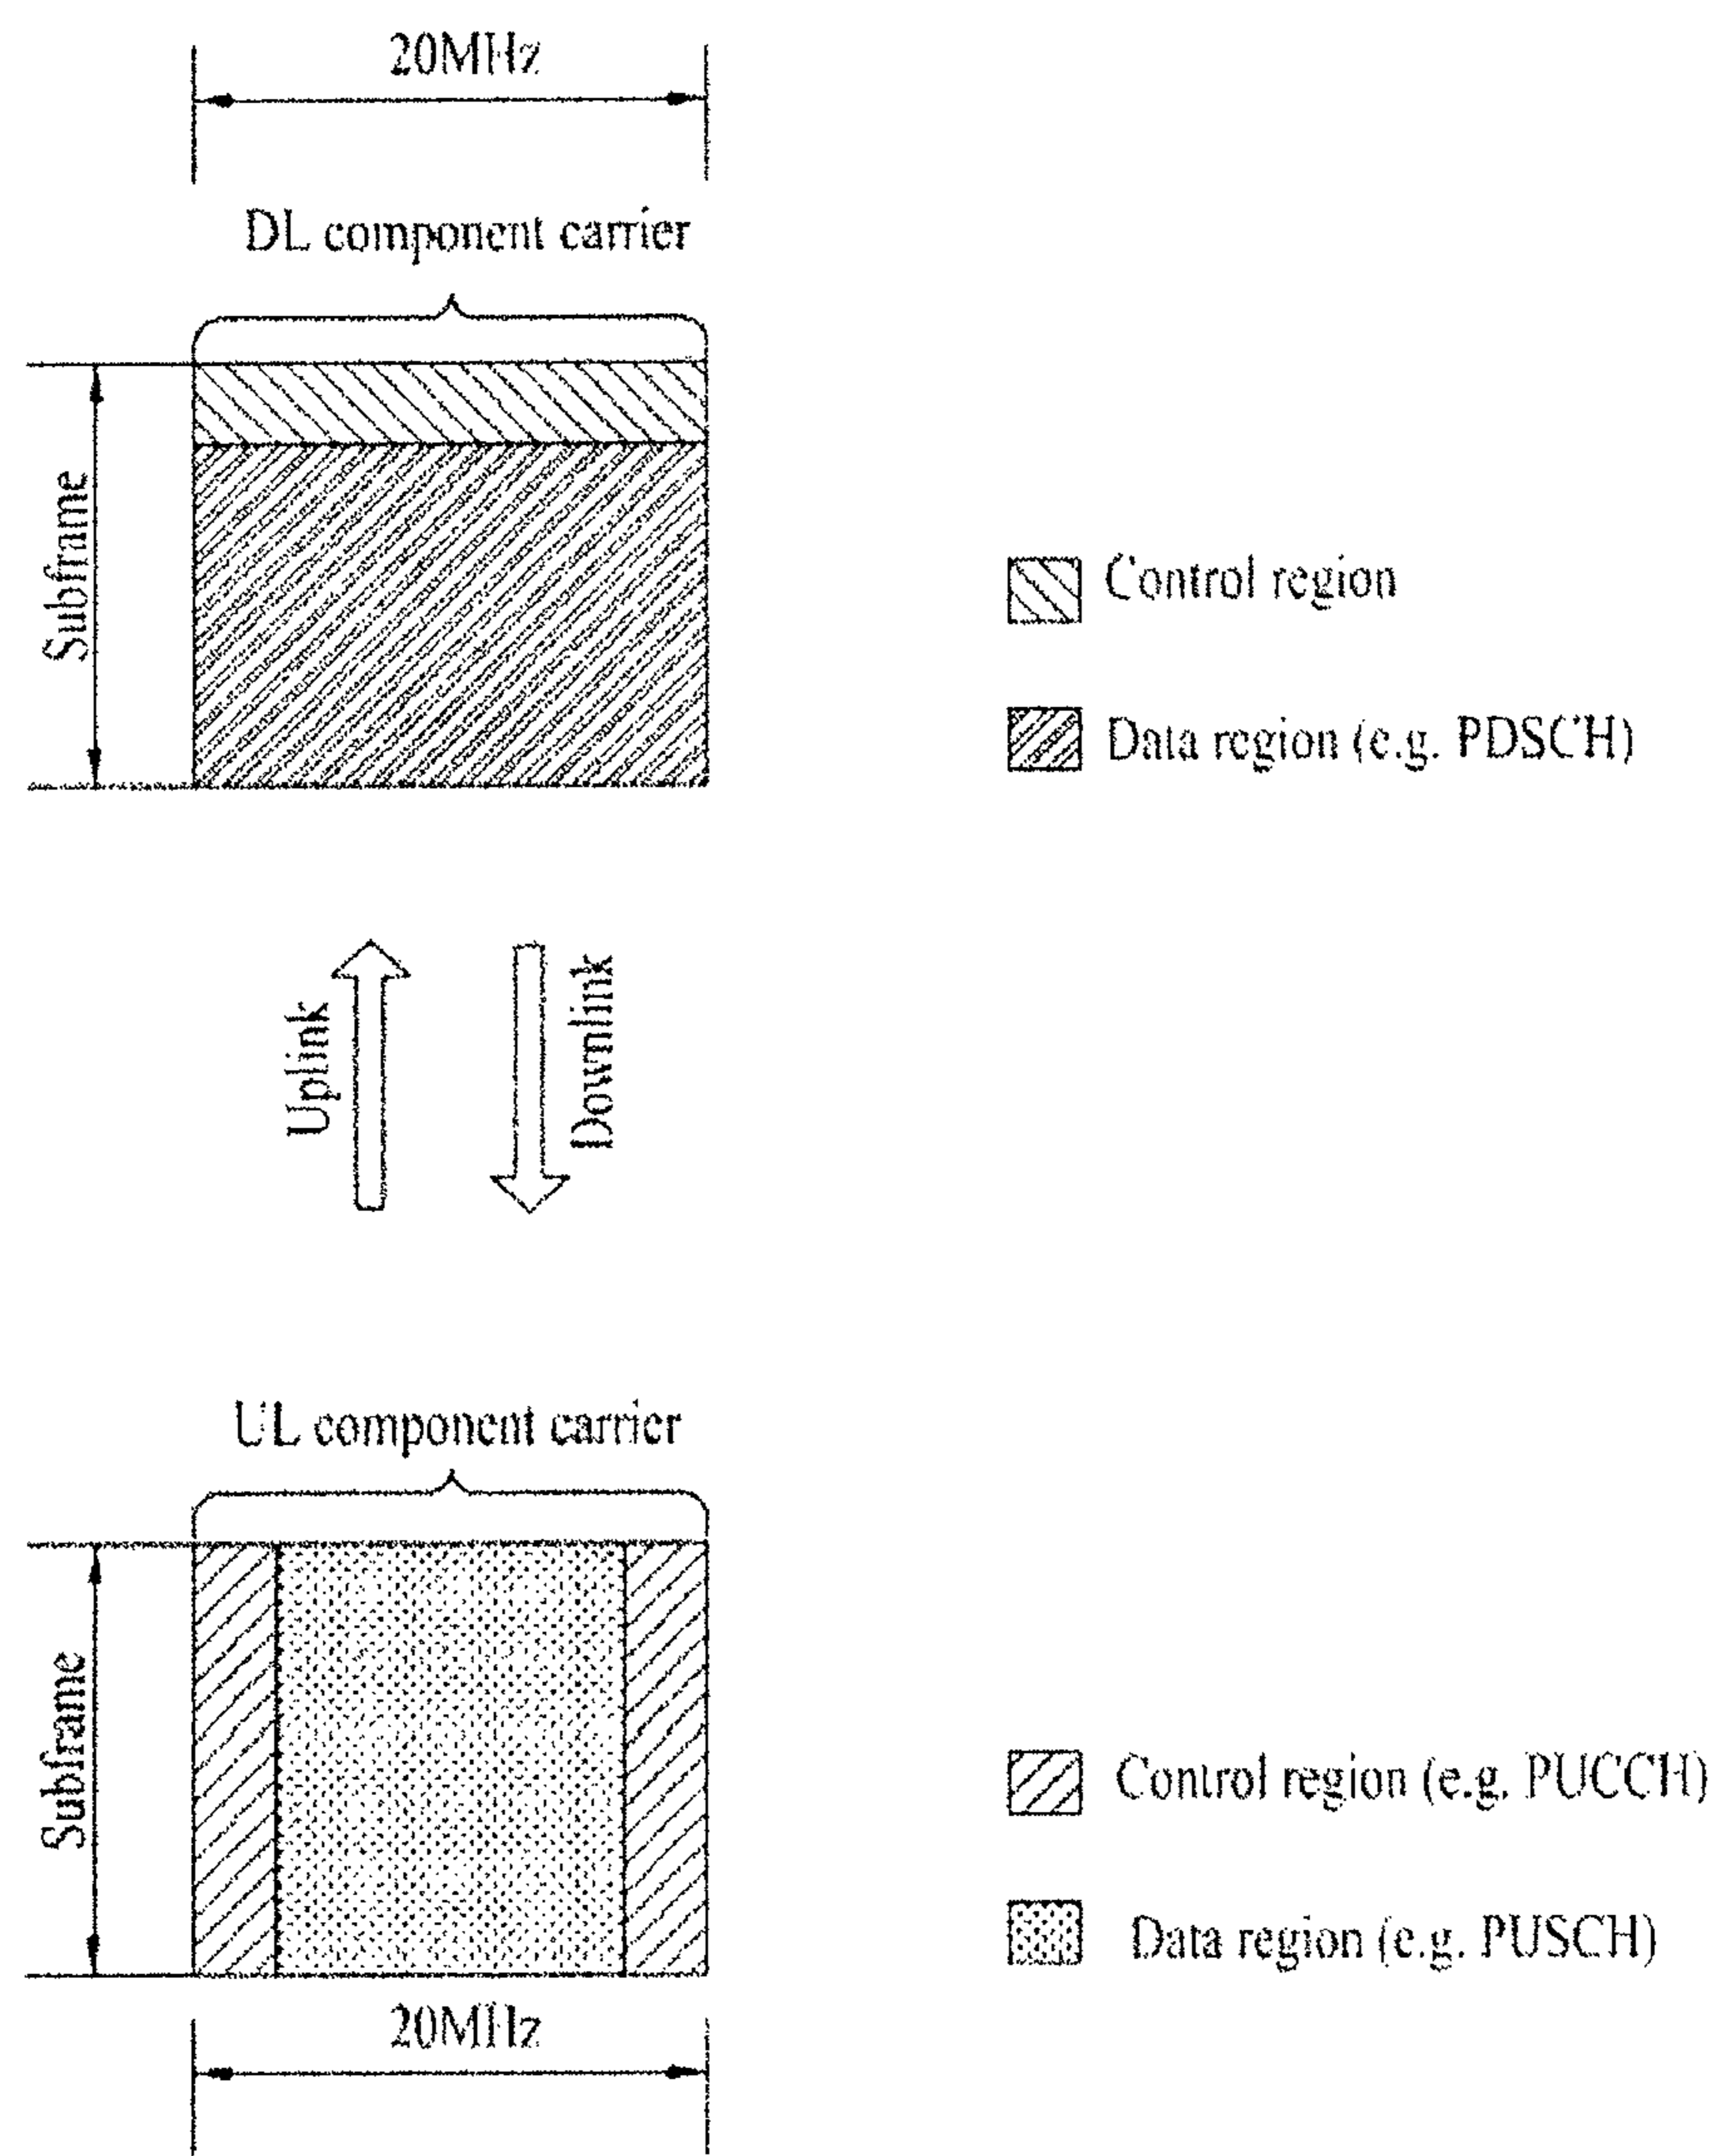 20MHz
DL component carrier
Subframe
Control region
Data region (e.g. PDSCH)
Uplink
Downlink
UL component carrier
Subframe
Control region (e.g. PUCCH)
Data region (e.g. PUSCH)
20MHz